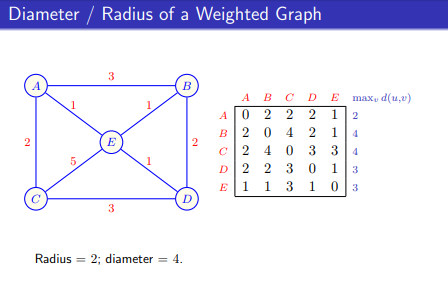 Diameter / Radius of a Weighted Graph
3
A B
1 1
2 E 2
5 1
C D
3
A B C D E max_v d(u,v)
A 0 2 2 2 1 2
B 2 0 4 2 1 4
C 2 4 0 3 3 4
D 2 2 3 0 1 3
E 1 1 3 1 0 3
Radius = 2; diameter = 4.